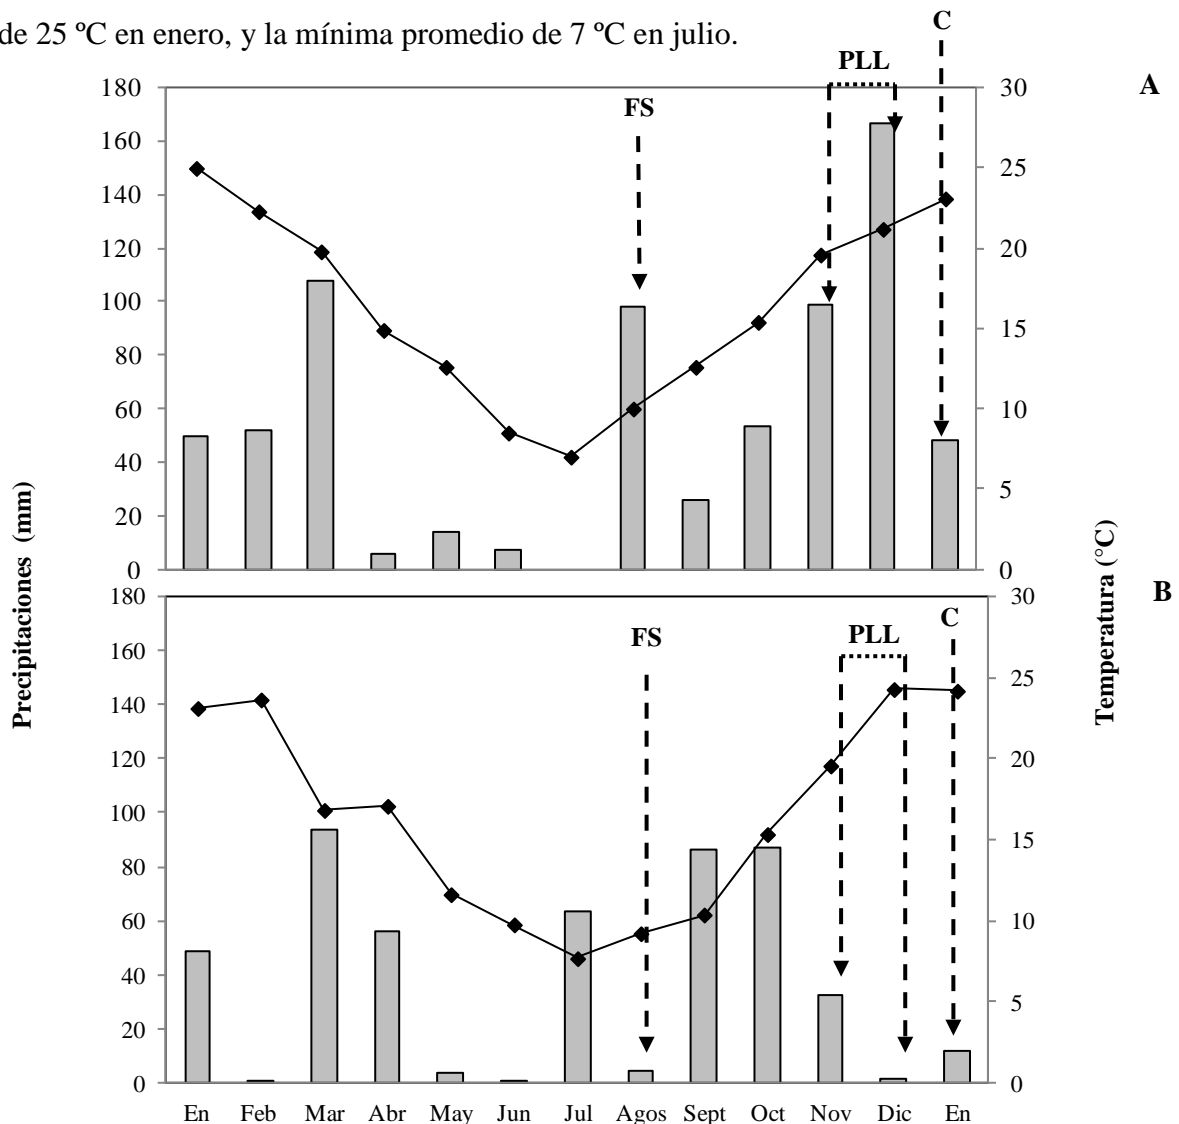 de 25 ºC en enero, y la mínima promedio de 7 ºC en julio.
C
PLL
A
FS
180 30
160
25
140
120 20
100
15
80
60 10
40
5
20
0 0
Precipitaciones (mm)
Temperatura (°C)
B
180 30
C
FS PLL
160
25
140
120 20
100
15
80
60 10
40
5
20
0 0
En Feb Mar Abr May Jun Jul Agos Sept Oct Nov Dic En